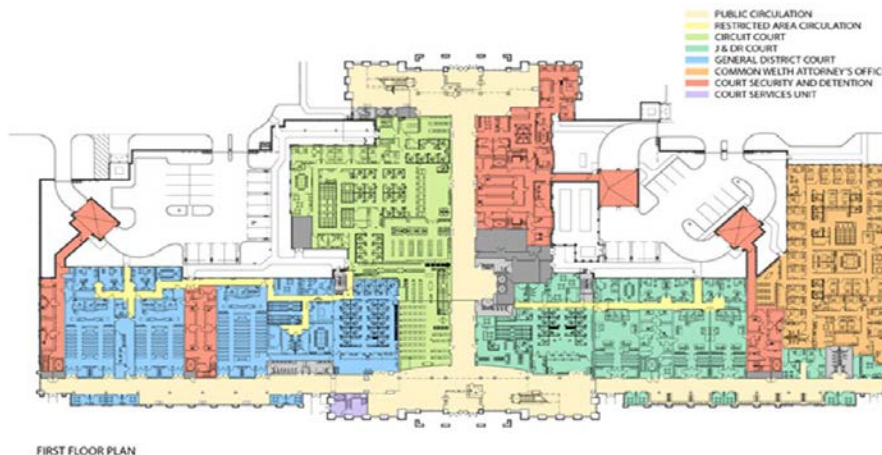 PUBLIC CIRCULATION
RESTRICTED AREA CIRCULATION
CIRCUIT COURT
J & DR COURT
GENERAL DISTRICT COURT
COMMON WELTH ATTORNEY'S OFFIC
COURT SECURITY AND DETENTION
COURT SERVICES UNIT
FIRST FLOOR PLAN